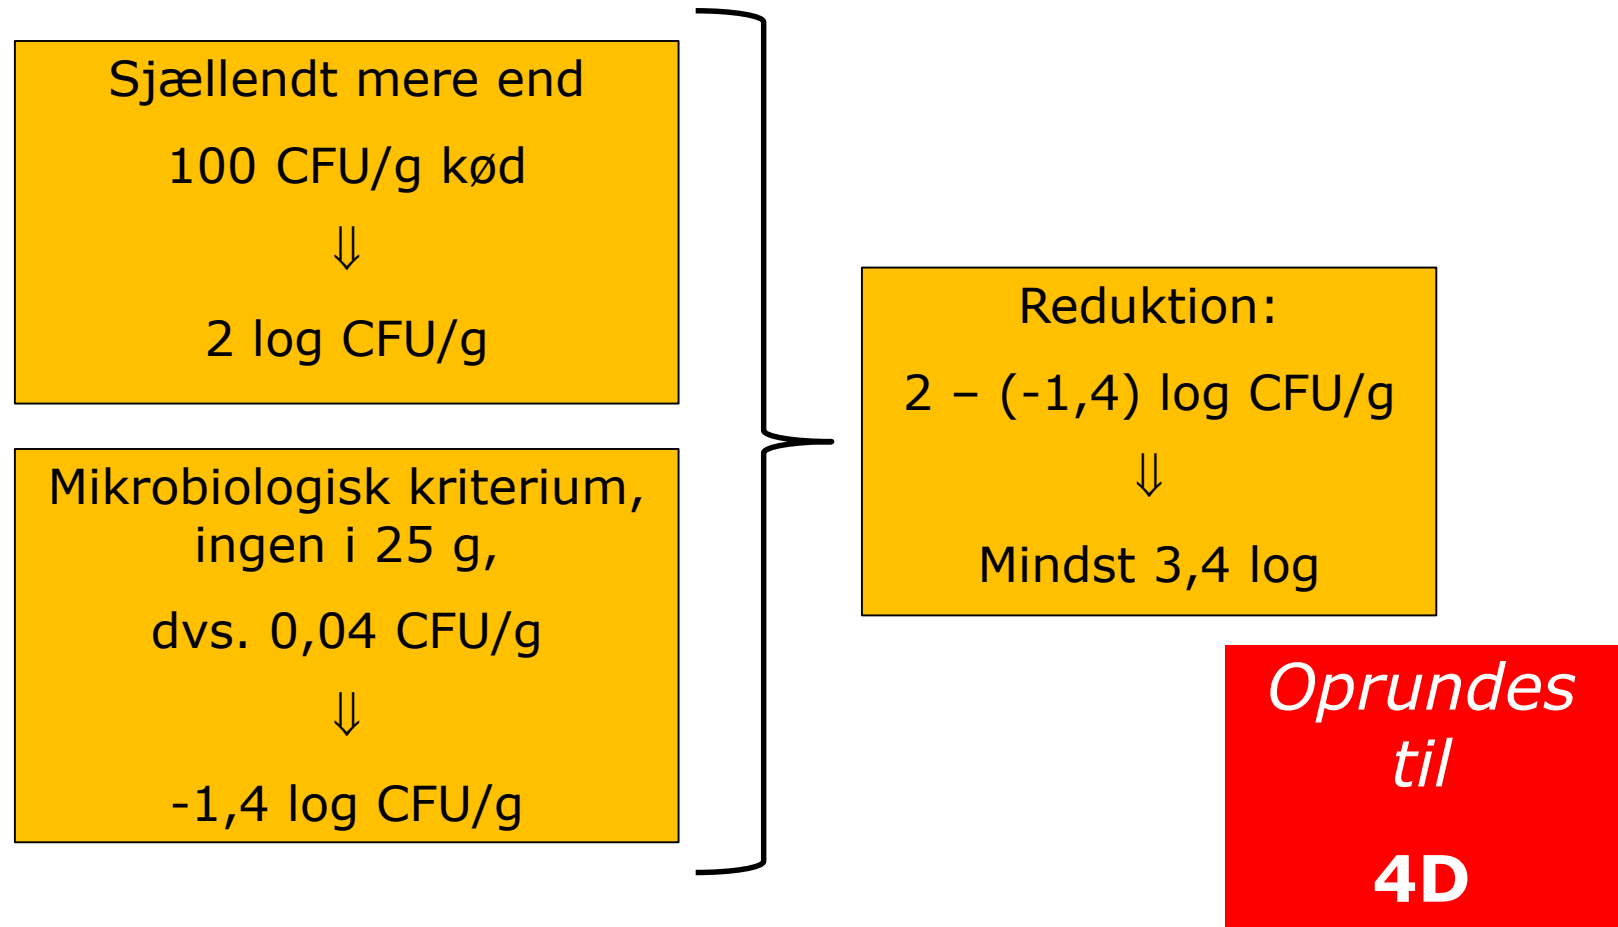 Sjællendt mere end
100 CFU/g kød
⇓
2 log CFU/g
Mikrobiologisk kriterium,
ingen i 25 g,
dvs. 0,04 CFU/g
⇓
-1,4 log CFU/g
Reduktion:
2 – (-1,4) log CFU/g
⇓
Mindst 3,4 log
Oprundes
til
4D